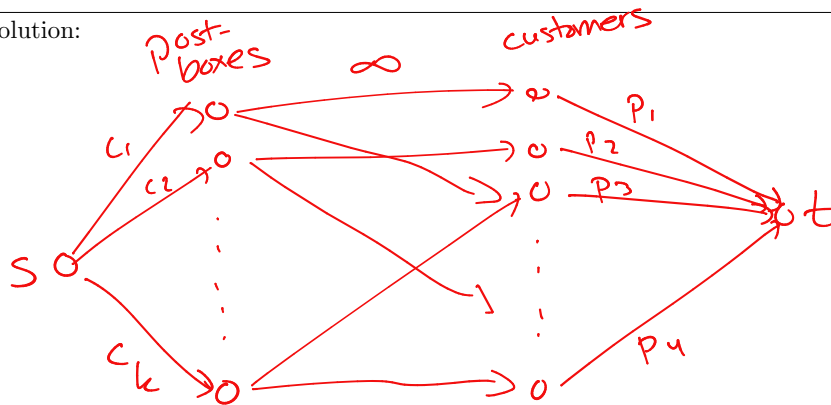 olution:
Post-
boxes
∞
customers
C1
C2
Ck
P1
P2
P3
P4
S
t